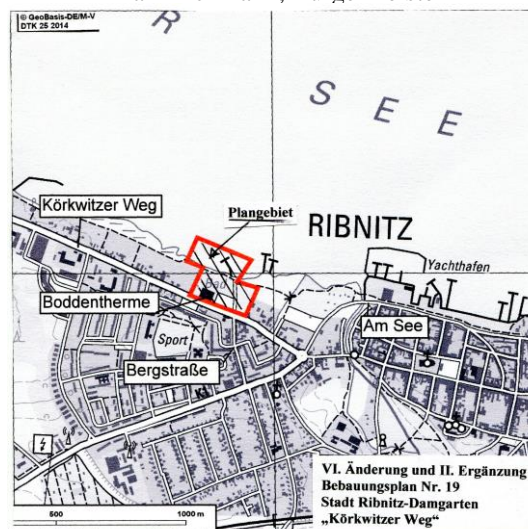 © GeoBasis-DE/M-V
DTK 25 2014
R
S E E
Körkwitzer Weg
Plangebiet
RIBNITZ
Bad
Yachthafen
Boddentherme
Am See
Sport
Bergstraße
VI. Änderung und II. Ergänzung
Bebauungsplan Nr. 19
Stadt Ribnitz-Damgarten
„Körkwitzer Weg“
500
1000 m